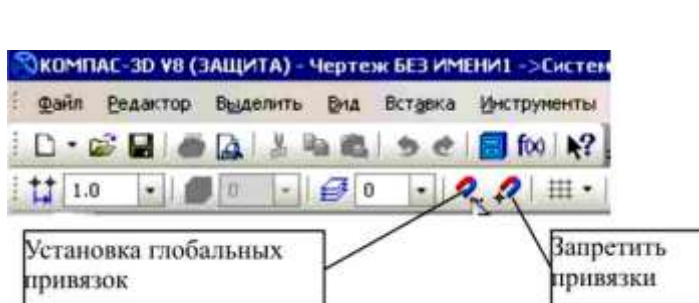 КОМПАС-3D V8 (ЗАЩИТА) - Чертеж БЕЗ ИМЕНИ1 ->Систем
Файл Редактор Выделить Вид Вставка Инструменты
f(x) ?
1.0 0 0
Установка глобальных
привязок
Запретить
привязки